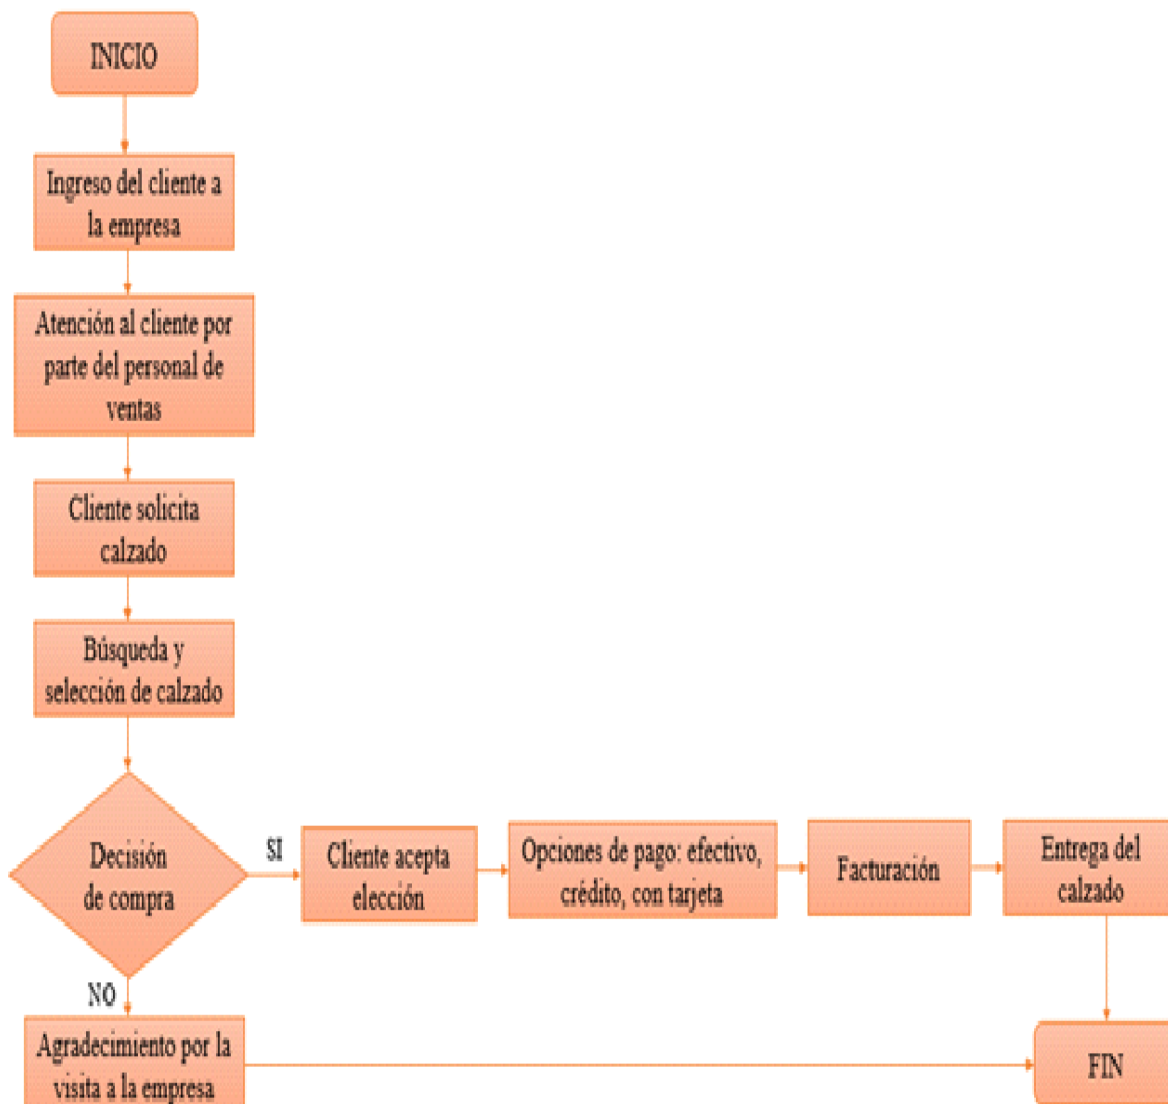 INICIO
Ingreso del cliente a
la empresa
Atención al cliente por
parte del personal de
ventas
Cliente solicita
calzado
Búsqueda y
selección de calzado
Decisión
de compra
SI
Cliente acepta
elección
Opciones de pago: efectivo,
crédito, con tarjeta
Facturación
Entrega del
calzado
NO
Agradecimiento por la
visita a la empresa
FIN